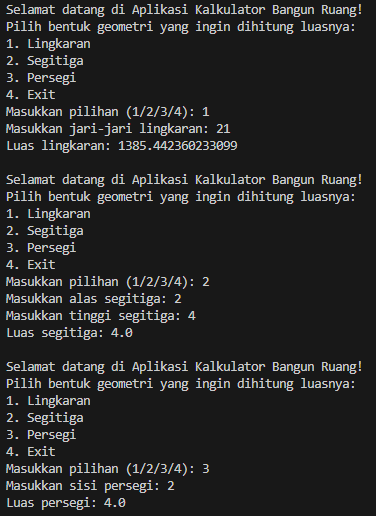 Selamat datang di Aplikasi Kalkulator Bangun Ruang!
Pilih bentuk geometri yang ingin dihitung luasnya:
1. Lingkaran
2. Segitiga
3. Persegi
4. Exit
Masukkan pilihan (1/2/3/4): 1
Masukkan jari-jari lingkaran: 21
Luas lingkaran: 1385.442360233099

Selamat datang di Aplikasi Kalkulator Bangun Ruang!
Pilih bentuk geometri yang ingin dihitung luasnya:
1. Lingkaran
2. Segitiga
3. Persegi
4. Exit
Masukkan pilihan (1/2/3/4): 2
Masukkan alas segitiga: 2
Masukkan tinggi segitiga: 4
Luas segitiga: 4.0

Selamat datang di Aplikasi Kalkulator Bangun Ruang!
Pilih bentuk geometri yang ingin dihitung luasnya:
1. Lingkaran
2. Segitiga
3. Persegi
4. Exit
Masukkan pilihan (1/2/3/4): 3
Masukkan sisi persegi: 2
Luas persegi: 4.0